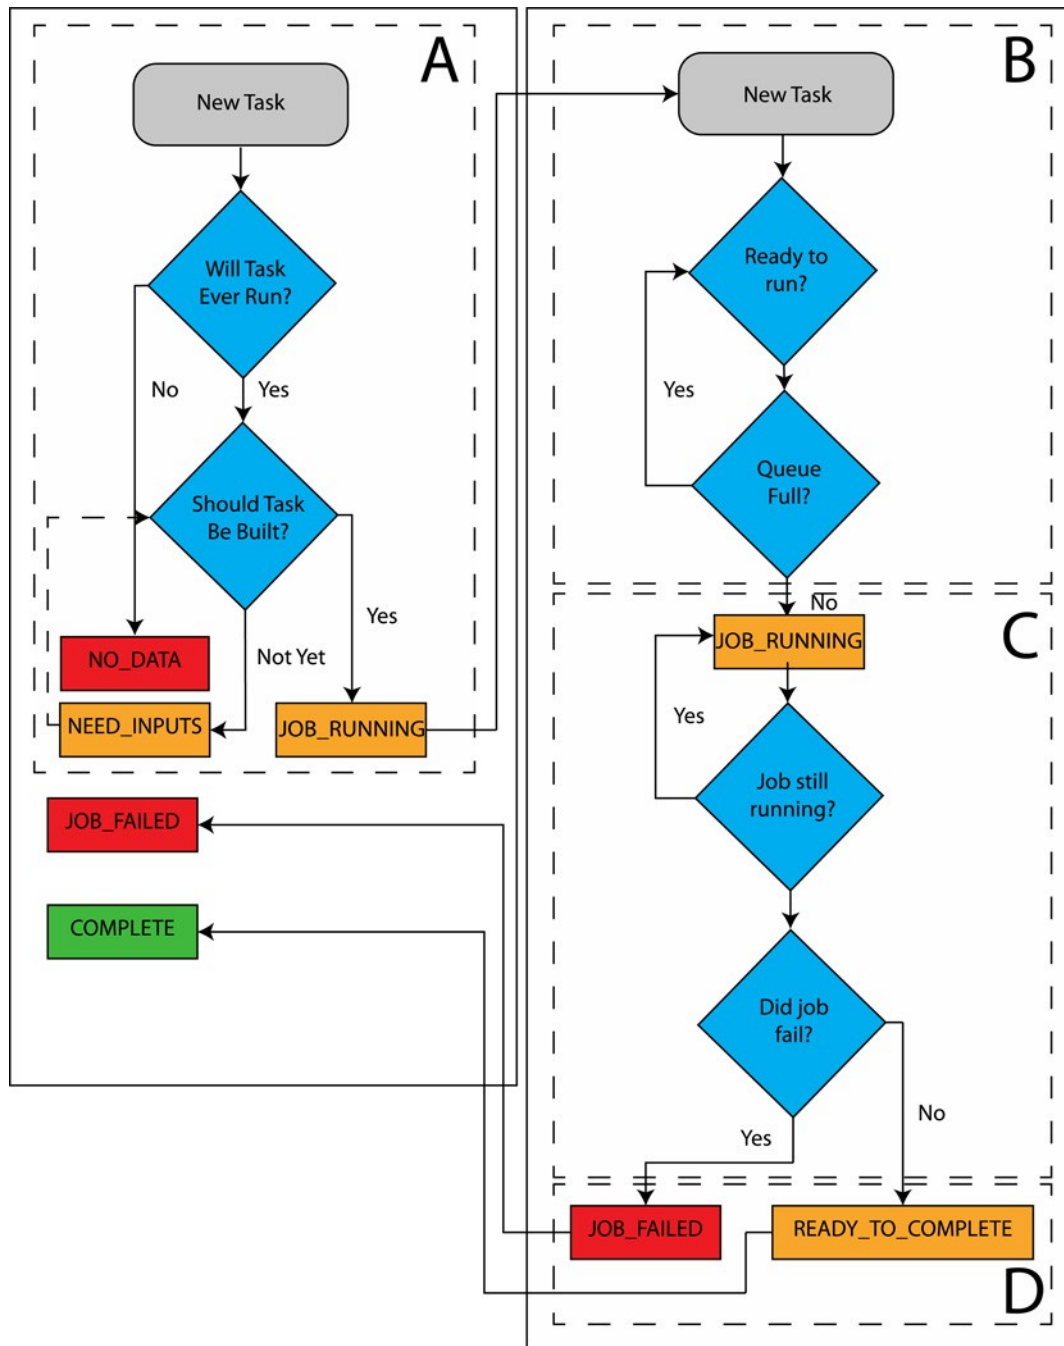 A
New Task
Will Task
Ever Run?
No
Yes
Should Task
Be Built?
Yes
Not Yet
NO_DATA
NEED_INPUTS
JOB_RUNNING
JOB_FAILED
COMPLETE
B
New Task
Ready to
run?
Yes
Queue
Full?
No
C
JOB_RUNNING
Yes
Job still
running?
Did job
fail?
No
Yes
JOB_FAILED
READY_TO_COMPLETE
D